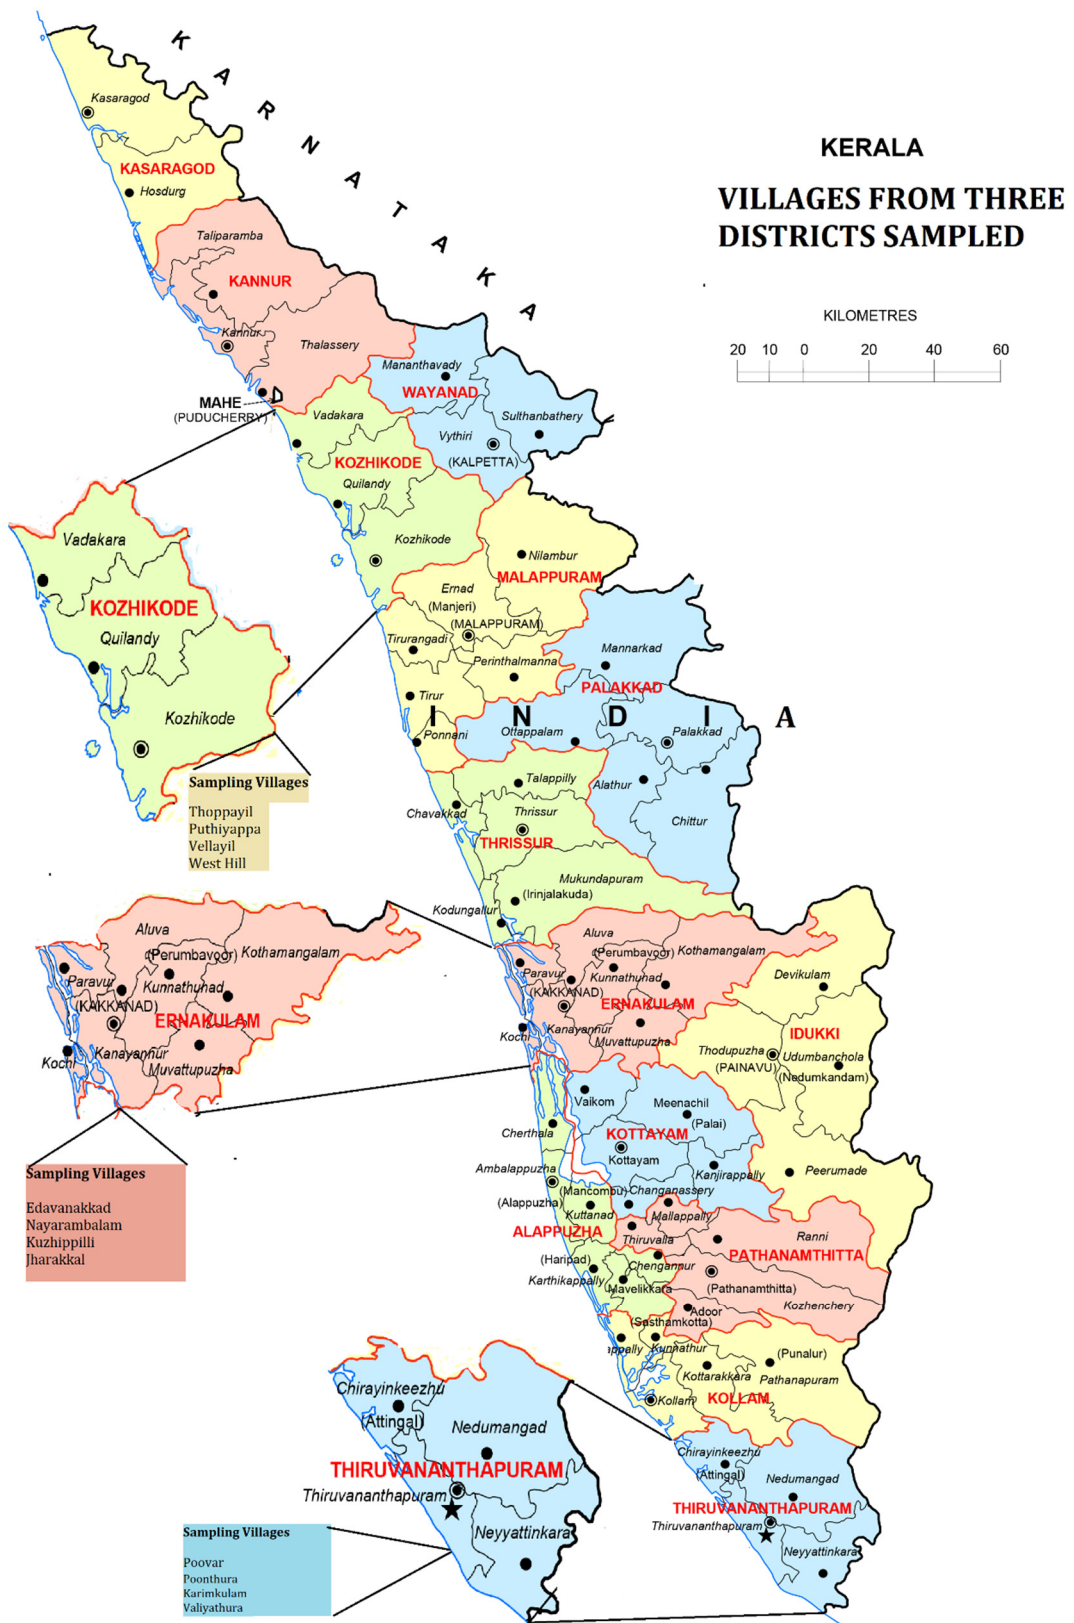 KARNATAKA
KERALA
VILLAGES FROM THREE
DISTRICTS SAMPLED
KILOMETRES
20 10 0 20 40 60
Kasaragod
KASARAGOD
Hosdurg
Taliparamba
KANNUR
Kannur
Thalassery
MAHE
(PUDUCHERRY)
Mananthavady
WAYANAD
Sulthanbathery
Vythiri
(KALPETTA)
Vadakara
KOZHIKODE
Quilandy
Kozhikode
Nilambur
MALAPPURAM
Ernad
(Manjeri)
(MALAPPURAM)
Tirurangadi
Perinthalmanna
Tirur
Ponnani
Mannarkad
PALAKKAD
INDIA
Ottappalam
Palakkad
Alathur
Chittur
Talappilly
Chavakkad
Thrissur
THRISSUR
Mukundapuram
(Irinjalakuda)
Kodungallur
Vadakara
KOZHIKODE
Quilandy
Kozhikode
Sampling Villages
Thoppayil
Puthiyappa
Vellayil
West Hill
Aluva
(Perumbavoor)
Kothamangalam
Paravur
Kunnathuhad
(KAKKANAD)
ERNAKULAM
Kochi
Kanayannur
Muvattupuzha
Aluva
(Perumbavoor)
Kothamangalam
Paravur
Kunnathuhad
(KAKKANAD)
ERNAKULAM
Kanayannur
Kochi
Muvattupuzha
Sampling Villages
Edavanakkad
Nayarambalam
Kuzhippilli
Jharakkal
Devikulam
IDUKKI
Thodupuzha
(PAINAVU)
Udumbanchola
(Nedumkandam)
Peerumade
Vaikom
Meenachil
(Palai)
KOTTAYAM
Kottayam
Kanjirappally
Changanassery
Cherthala
Ambalappuzha
(Alappuzha)
(Mancombu)
Kuttanad
ALAPPUZHA
(Haripad)
Karthikappally
Chengannur
Mavelikkara
Mallappally
Thiruvalla
Ranni
PATHANAMTHITTA
(Pathanamthitta)
Kozhenchery
Adoor
(Sasthamkotta)
appally
Kunnathur
(Punalur)
Kottarakkara
Pathanapuram
KOLLAM
Kollam
Chirayinkeezhu
(Attingal)
Nedumangad
THIRUVANANTHAPURAM
Thiruvananthapuram
Neyyattinkara
Chirayinkeezhu
(Attingal)
Nedumangad
THIRUVANANTHAPURAM
Thiruvananthapuram
Neyyattinkara
Sampling Villages
Poovar
Poonthura
Karimkulam
Valiyathura